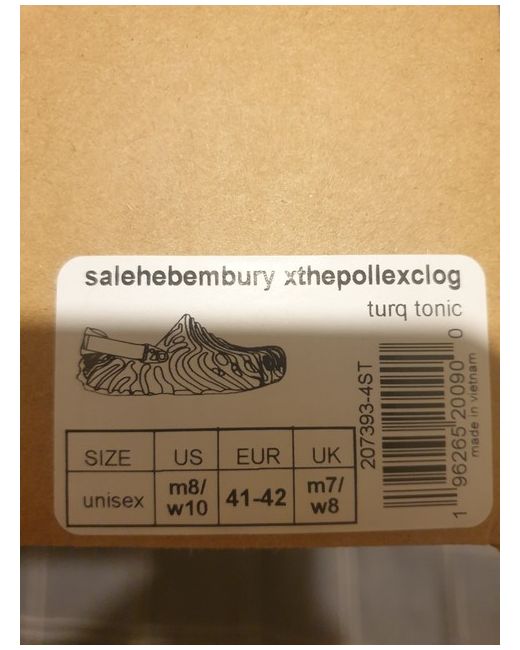 salehebembury xthepollexclog
turq tonic
207393-4ST
1 96265 20090 0
made in vietnam
SIZE US EUR UK
unisex m8/ w10 41-42 m7/ w8